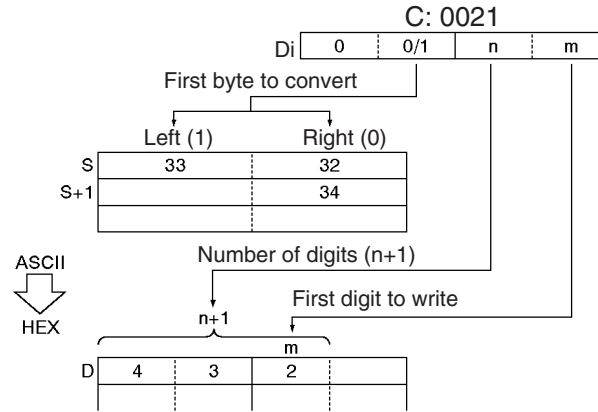 C: 0021
Di 0 0/1 n m
First byte to convert
Left (1) Right (0)
S 33 32
S+1 34
Number of digits (n+1)
ASCII
First digit to write
HEX
n+1
m
D 4 3 2